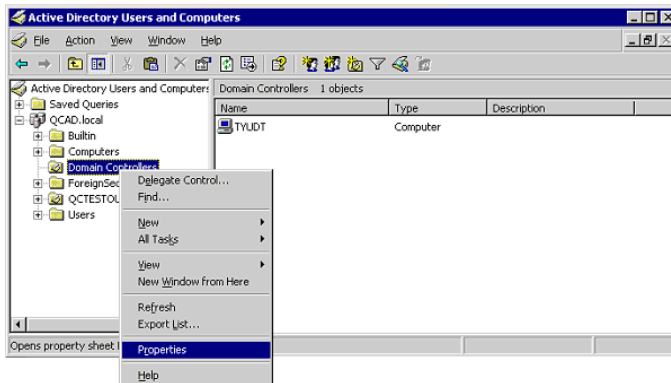 Active Directory Users and Computers
File Action View Window Help
Active Directory Users and Computers
Domain Controllers 1 objects
Saved Queries
QCAD.local
Builtin
Computers
Domain Controllers
ForeignSec
QCTESTOU
Users
Name Type Description
TYUDT Computer
Delegate Control...
Find...
New
All Tasks
View
New Window from Here
Refresh
Export List...
Properties
Help
Opens property sheet